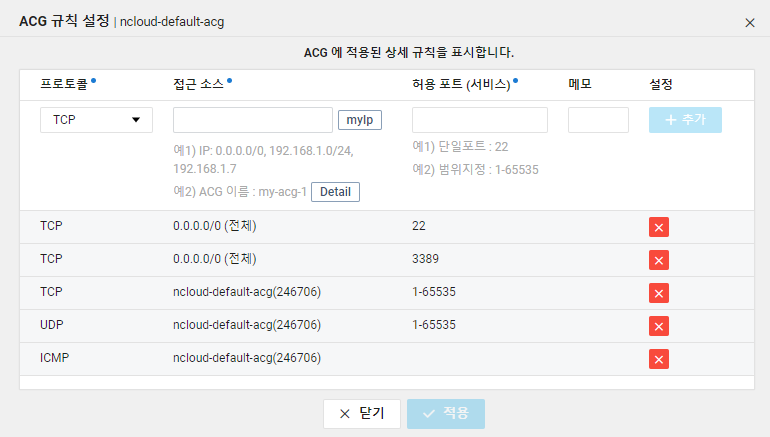 ACG 규칙 설정 | ncloud-default-acg
ACG 에 적용된 상세 규칙을 표시합니다.
프로토콜 접근 소스 허용 포트 (서비스) 메모 설정
TCP myIp + 추가
예1) IP: 0.0.0.0/0, 192.168.1.0/24, 예1) 단일포트 : 22
192.168.1.7 예2) 범위지정 : 1-65535
예2) ACG 이름 : my-acg-1 Detail
TCP 0.0.0.0/0 (전체) 22
TCP 0.0.0.0/0 (전체) 3389
TCP ncloud-default-acg(246706) 1-65535
UDP ncloud-default-acg(246706) 1-65535
ICMP ncloud-default-acg(246706)
× 닫기 ✓ 적용